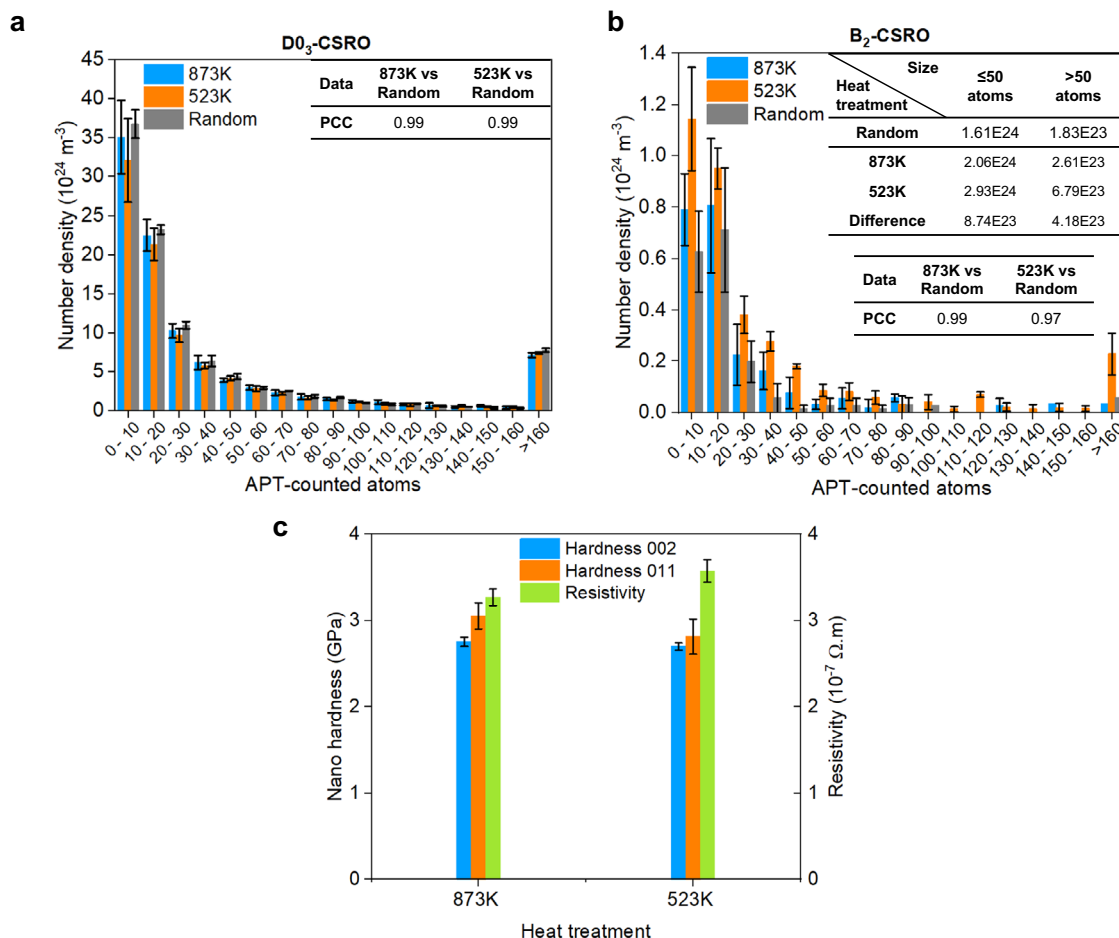 a
D0₃-CSRO
Number density (10²⁴ m⁻³)
45
40
35
30
25
20
15
10
5
0
873K
523K
Random
Data 873K vs Random 523K vs Random
PCC 0.99 0.99
0 - 10 10 - 20 20 - 30 30 - 40 40 - 50 50 - 60 60 - 70 70 - 80 80 - 90 90 - 100 100 - 110 110 - 120 120 - 130 130 - 140 140 - 150 150 - 160 >160
APT-counted atoms
b
B₂-CSRO
Number density (10²⁴ m⁻³)
1.4
1.2
1.0
0.8
0.6
0.4
0.2
0.0
873K
523K
Random
Size
Heat treatment
≤50 atoms >50 atoms
Random 1.61E24 1.83E23
873K 2.06E24 2.61E23
523K 2.93E24 6.79E23
Difference 8.74E23 4.18E23
Data 873K vs Random 523K vs Random
PCC 0.99 0.97
0 - 10 10 - 20 20 - 30 30 - 40 40 - 50 50 - 60 60 - 70 70 - 80 80 - 90 90 - 100 100 - 110 110 - 120 120 - 130 130 - 140 140 - 150 150 - 160 >160
APT-counted atoms
c
Nano hardness (GPa)
4
3
2
1
0
Hardness 002
Hardness 011
Resistivity
4
3
2
1
0
Resistivity (10⁻⁷ Ω.m)
873K 523K
Heat treatment